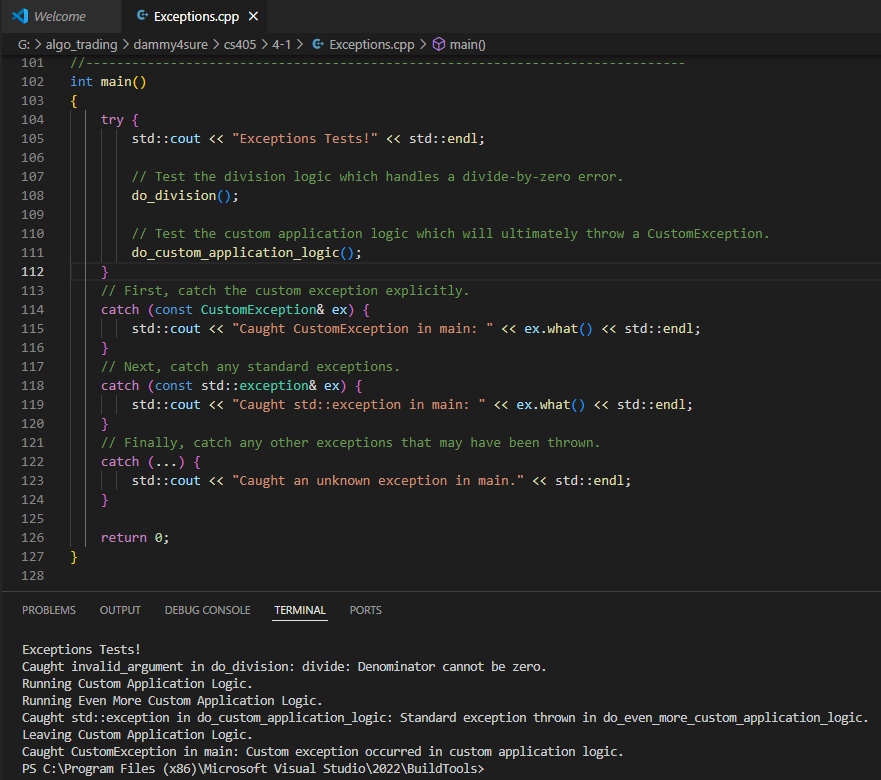 Welcome
Exceptions.cpp
G: > algo_trading > dammy4sure > cs405 > 4-1 > Exceptions.cpp > main()
101 //------------------------------------------------------------------------------
102 int main()
103 {
104     try {
105         std::cout << "Exceptions Tests!" << std::endl;
106
107         // Test the division logic which handles a divide-by-zero error.
108         do_division();
109
110         // Test the custom application logic which will ultimately throw a CustomException.
111         do_custom_application_logic();
112     }
113     // First, catch the custom exception explicitly.
114     catch (const CustomException& ex) {
115         std::cout << "Caught CustomException in main: " << ex.what() << std::endl;
116     }
117     // Next, catch any standard exceptions.
118     catch (const std::exception& ex) {
119         std::cout << "Caught std::exception in main: " << ex.what() << std::endl;
120     }
121     // Finally, catch any other exceptions that may have been thrown.
122     catch (...) {
123         std::cout << "Caught an unknown exception in main." << std::endl;
124     }
125
126     return 0;
127 }
128
PROBLEMS OUTPUT DEBUG CONSOLE TERMINAL PORTS
Exceptions Tests!
Caught invalid_argument in do_division: divide: Denominator cannot be zero.
Running Custom Application Logic.
Running Even More Custom Application Logic.
Caught std::exception in do_custom_application_logic: Standard exception thrown in do_even_more_custom_application_logic.
Leaving Custom Application Logic.
Caught CustomException in main: Custom exception occurred in custom application logic.
PS C:\Program Files (x86)\Microsoft Visual Studio\2022\BuildTools>